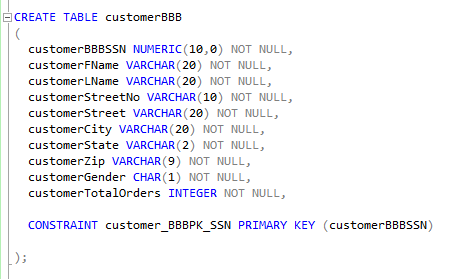 CREATE TABLE customerBBB
(
customerBBBSSN NUMERIC(10,0) NOT NULL,
customerFName VARCHAR(20) NOT NULL,
customerLName VARCHAR(20) NOT NULL,
customerStreetNo VARCHAR(10) NOT NULL,
customerStreet VARCHAR(20) NOT NULL,
customerCity VARCHAR(20) NOT NULL,
customerState VARCHAR(2) NOT NULL,
customerZip VARCHAR(9) NOT NULL,
customerGender CHAR(1) NOT NULL,
customerTotalOrders INTEGER NOT NULL,
CONSTRAINT customer_BBBPK_SSN PRIMARY KEY (customerBBBSSN)
);